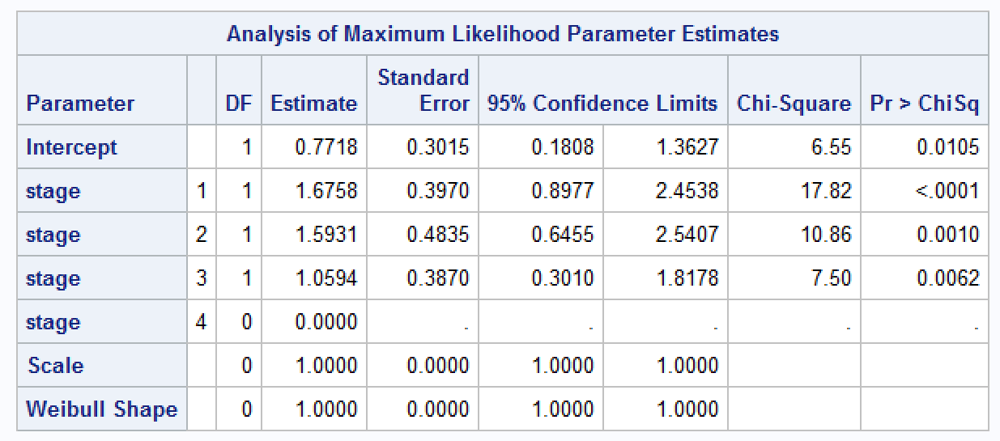 Analysis of Maximum Likelihood Parameter Estimates
Parameter DF Estimate Standard Error 95% Confidence Limits Chi-Square Pr > ChiSq
Intercept 1 0.7718 0.3015 0.1808 1.3627 6.55 0.0105
stage 1 1 1.6758 0.3970 0.8977 2.4538 17.82 <.0001
stage 2 1 1.5931 0.4835 0.6455 2.5407 10.86 0.0010
stage 3 1 1.0594 0.3870 0.3010 1.8178 7.50 0.0062
stage 4 0 0.0000 . . . . .
Scale 0 1.0000 0.0000 1.0000 1.0000
Weibull Shape 0 1.0000 0.0000 1.0000 1.0000